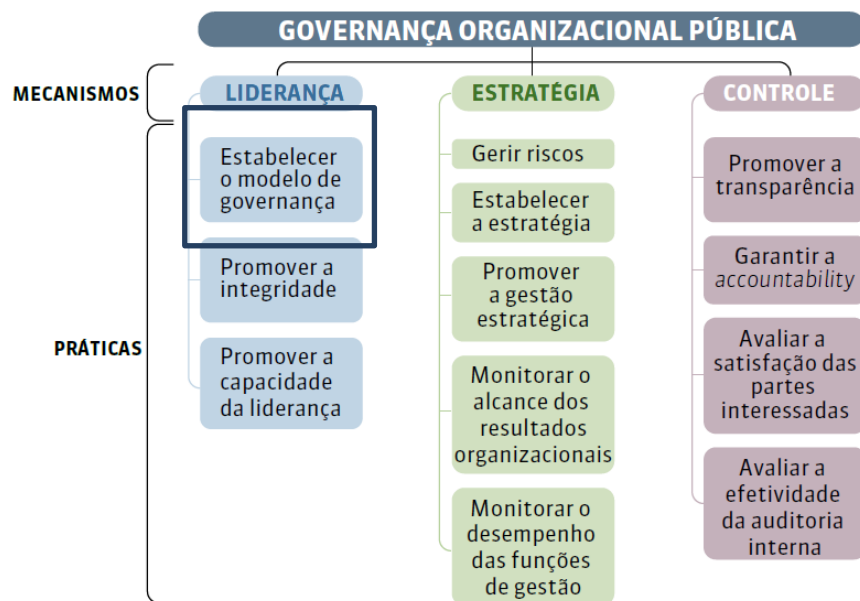 GOVERNANÇA ORGANIZACIONAL PÚBLICA
MECANISMOS
LIDERANÇA
ESTRATÉGIA
CONTROLE
PRÁTICAS
Estabelecer
o modelo de
governança
Promover a
integridade
Promover a
capacidade
da liderança
Gerir riscos
Estabelecer
a estratégia
Promover
a gestão
estratégica
Monitorar o
alcance dos
resultados
organizacionais
Monitorar o
desempenho
das funções
de gestão
Promover a
transparência
Garantir a
accountability
Avaliar a
satisfação das
partes
interessadas
Avaliar a
efetividade
da auditoria
interna